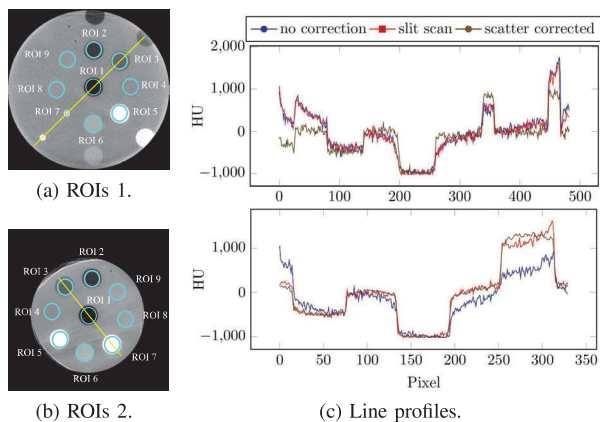 ROI 2
ROI 9
ROI 3
ROI 1
ROI 8
ROI 4
ROI 7
ROI 5
ROI 6
(a) ROIs 1.
ROI 2
ROI 3
ROI 9
ROI 1
ROI 4
ROI 8
ROI 5
ROI 7
ROI 6
(b) ROIs 2.
no correction slit scan scatter corrected
2,000
1,000
0
−1,000
HU
0 100 200 300 400 500
1,000
0
−1,000
HU
0 50 100 150 200 250 300
Pixel
(c) Line profiles.